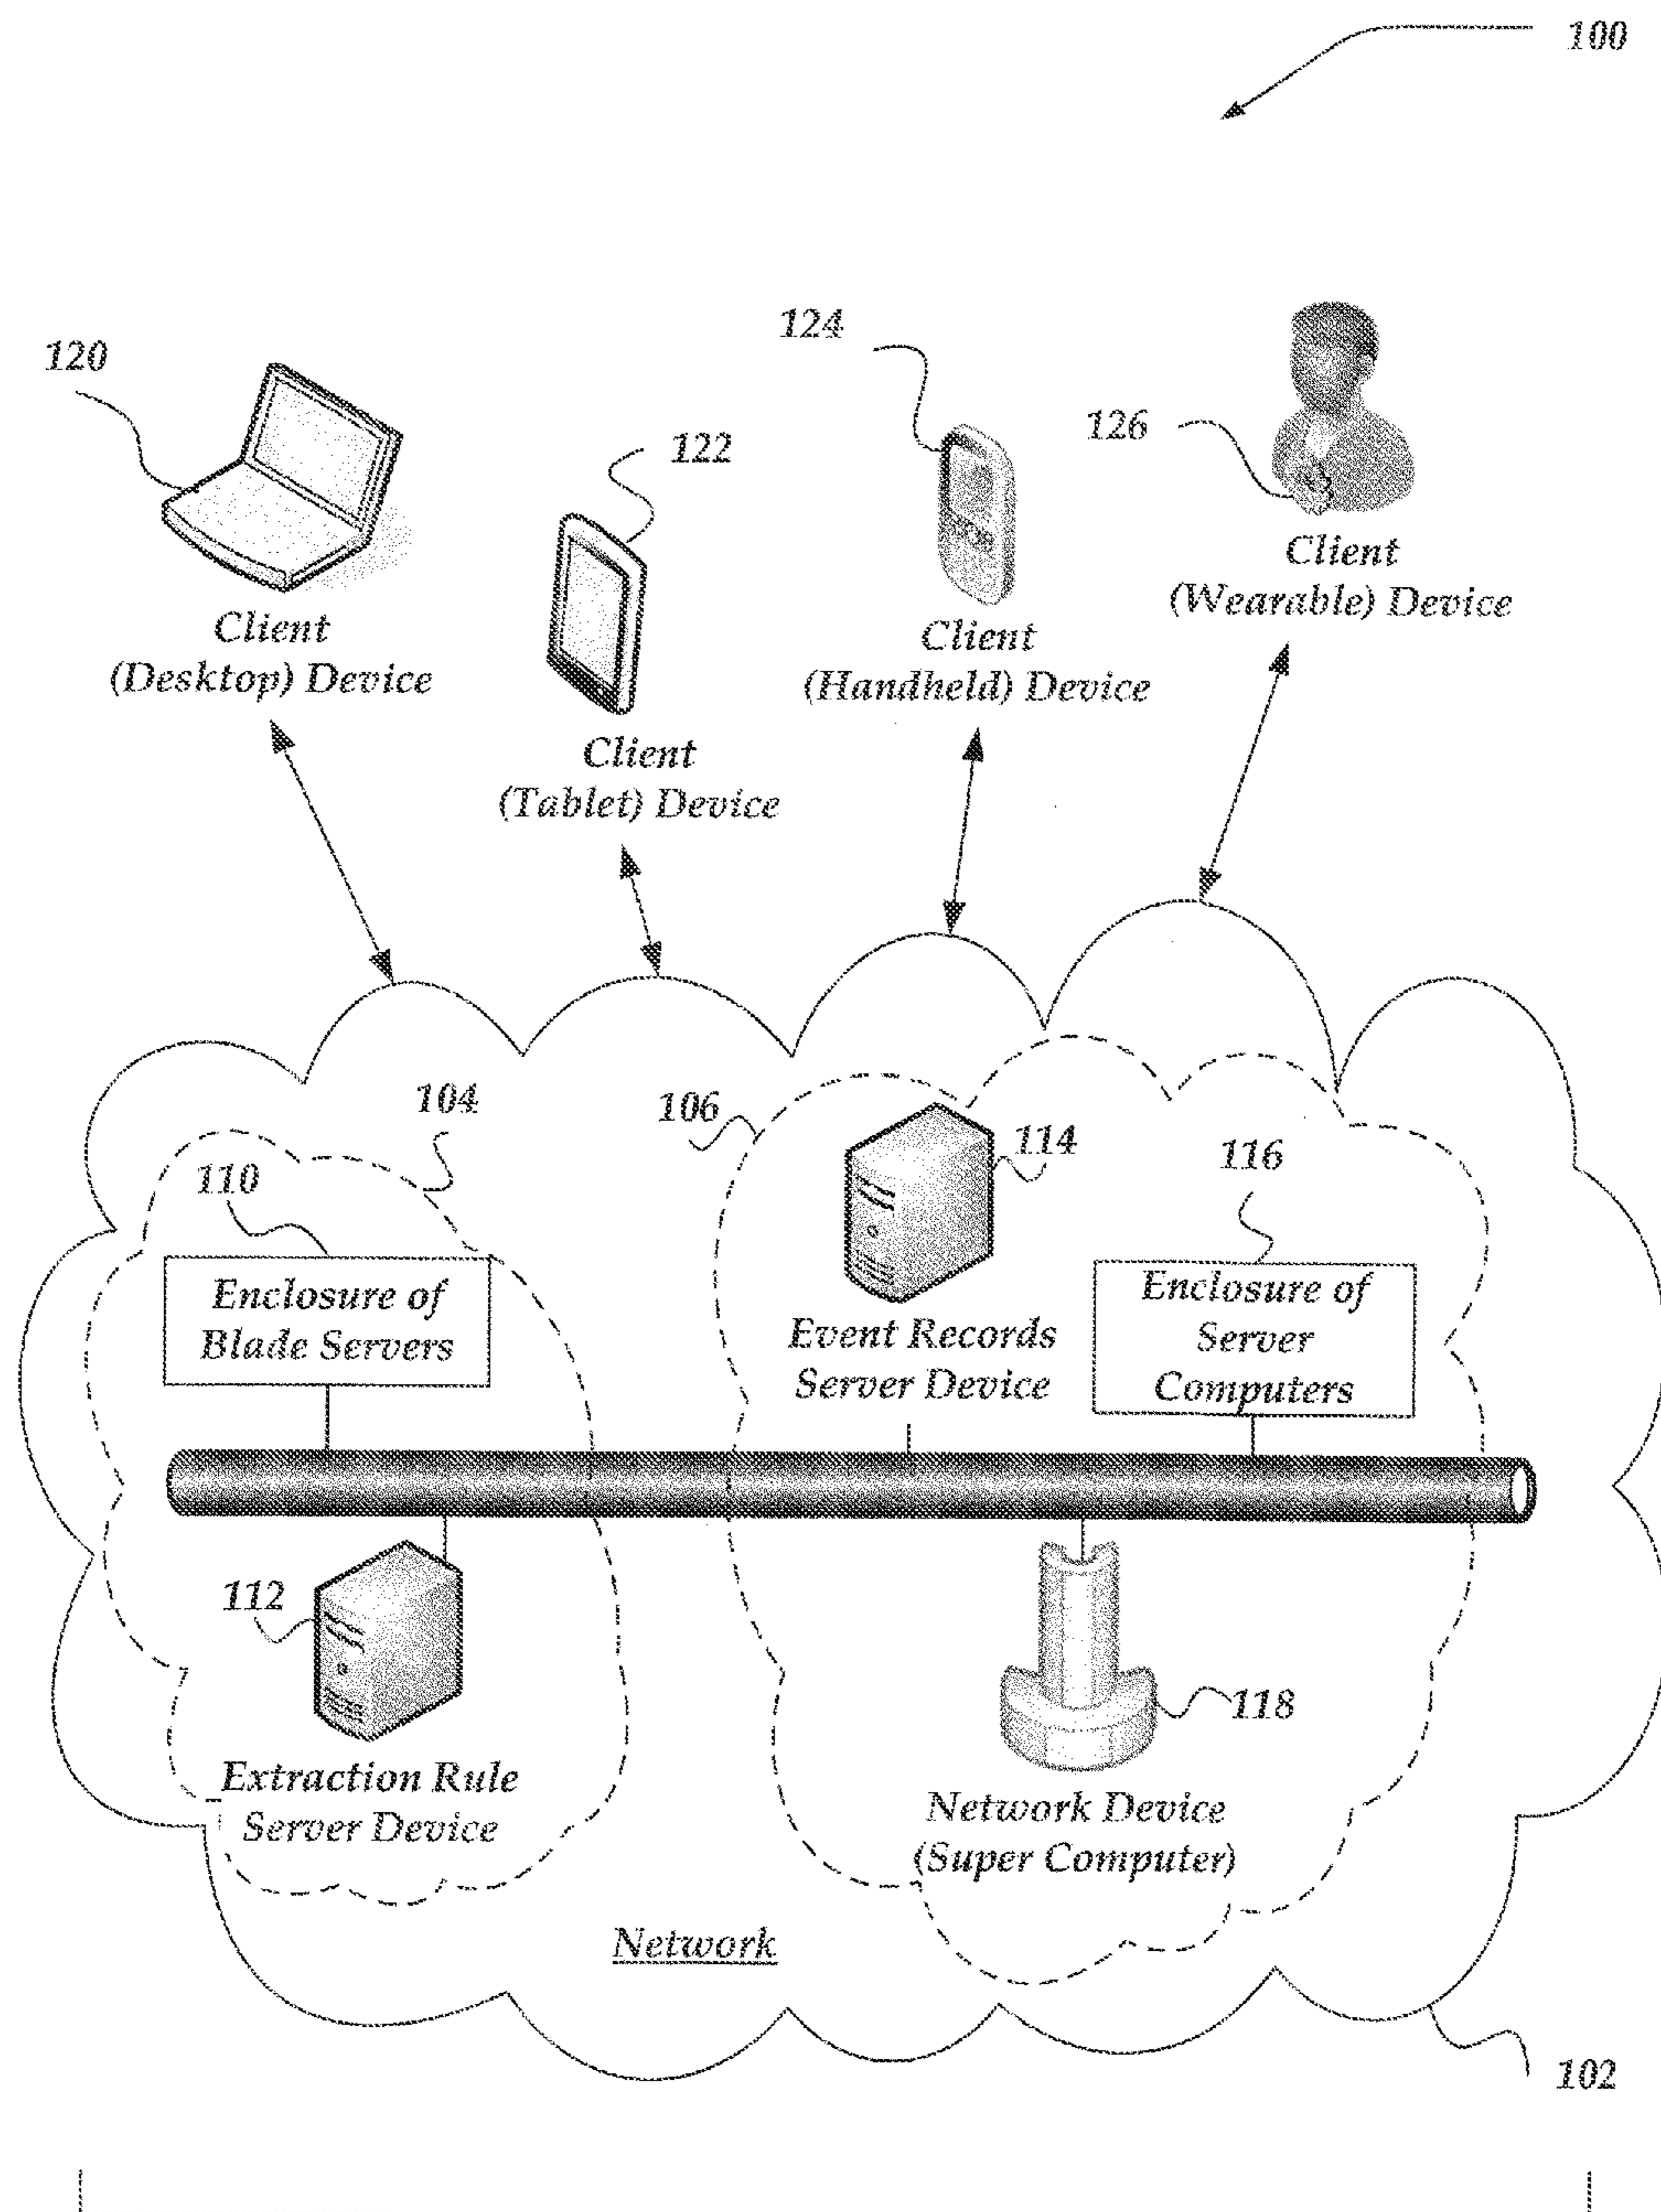 100
120
122
124
126
Client
(Desktop) Device
Client
(Tablet) Device
Client
(Handheld) Device
Client
(Wearable) Device
104
106
110
114
116
Enclosure of
Blade Servers
Event Records
Server Device
Enclosure of
Server
Computers
112
118
Extraction Rule
Server Device
Network Device
(Super Computer)
Network
102